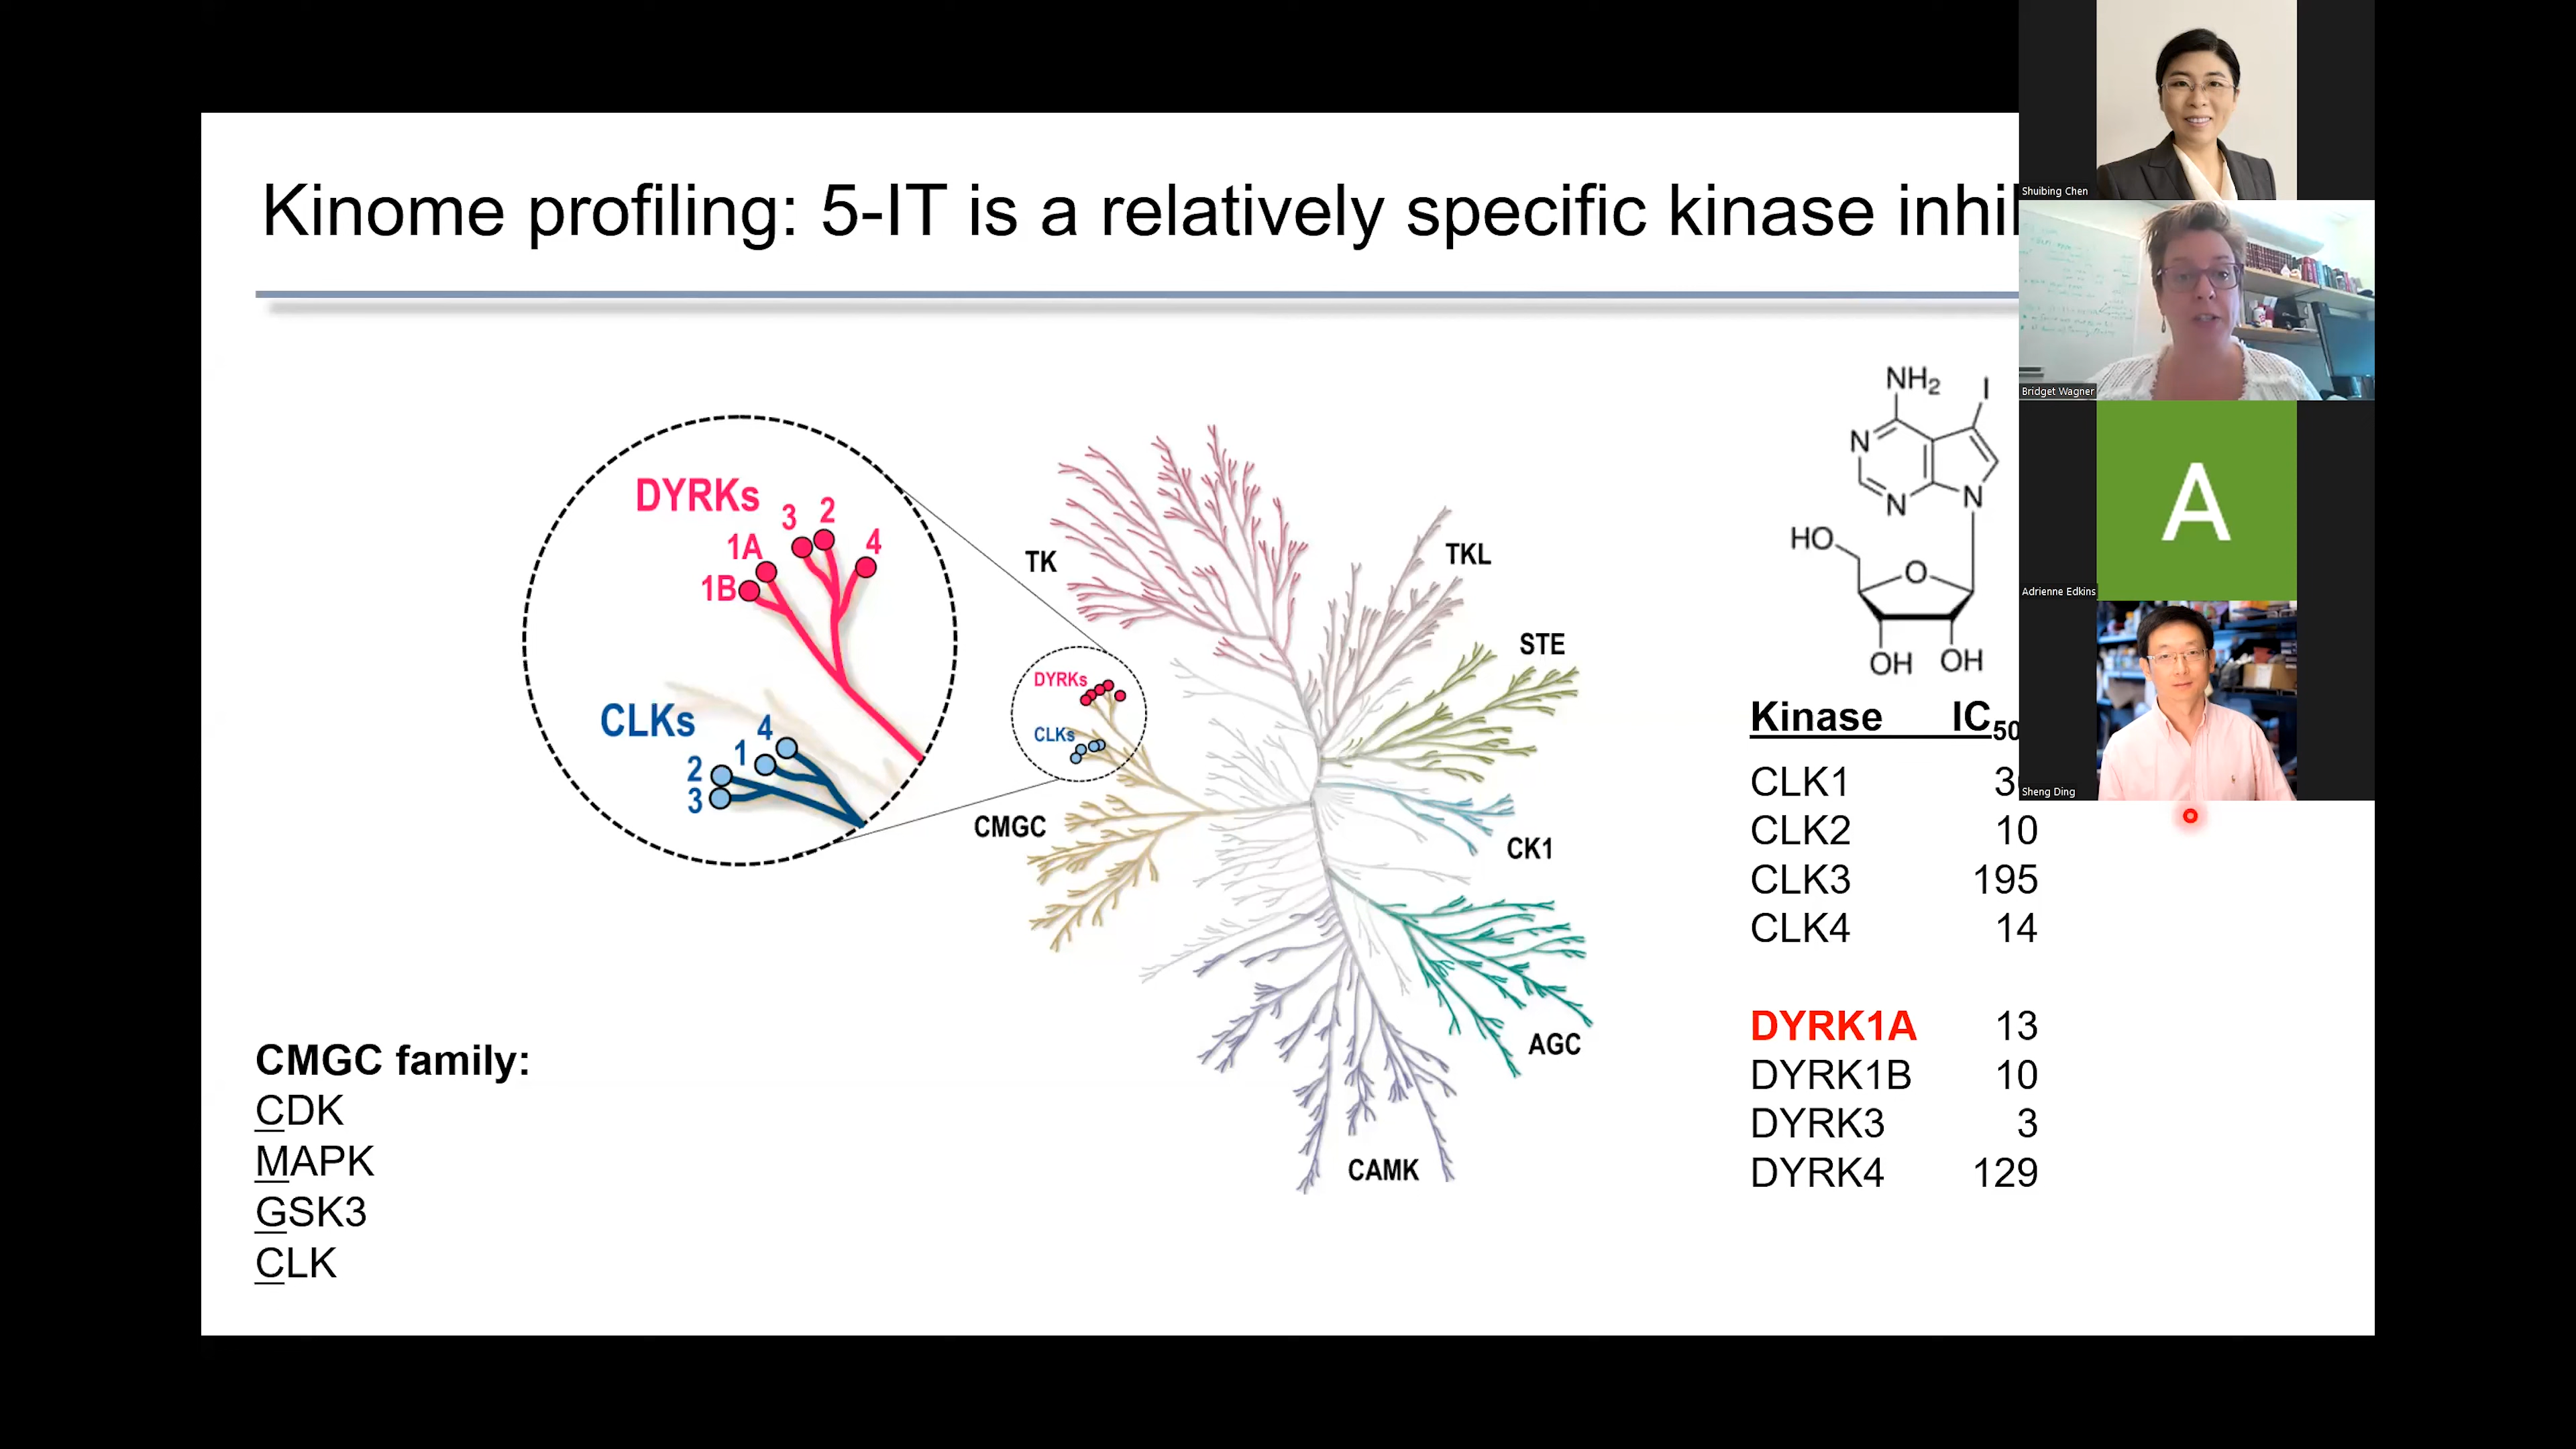 Kinome profiling: 5-IT is a relatively specific kinase
DYRKs
3 2
1A 4
1B
CLKs
4
1
2
3
TK
TKL
STE
DYRKs
CLKs
CMGC
CK1
AGC
CAMK
CMGC family:
CDK
MAPK
GSK3
CLK
NH2 I
N
N N
HO
O
OH OH
Kinase IC50
CLK1
CLK2 10
CLK3 195
CLK4 14
DYRK1A 13
DYRK1B 10
DYRK3 3
DYRK4 129
Shuibing Chen
Bridget Wagner
A
Adrienne Edkins
Sheng Ding